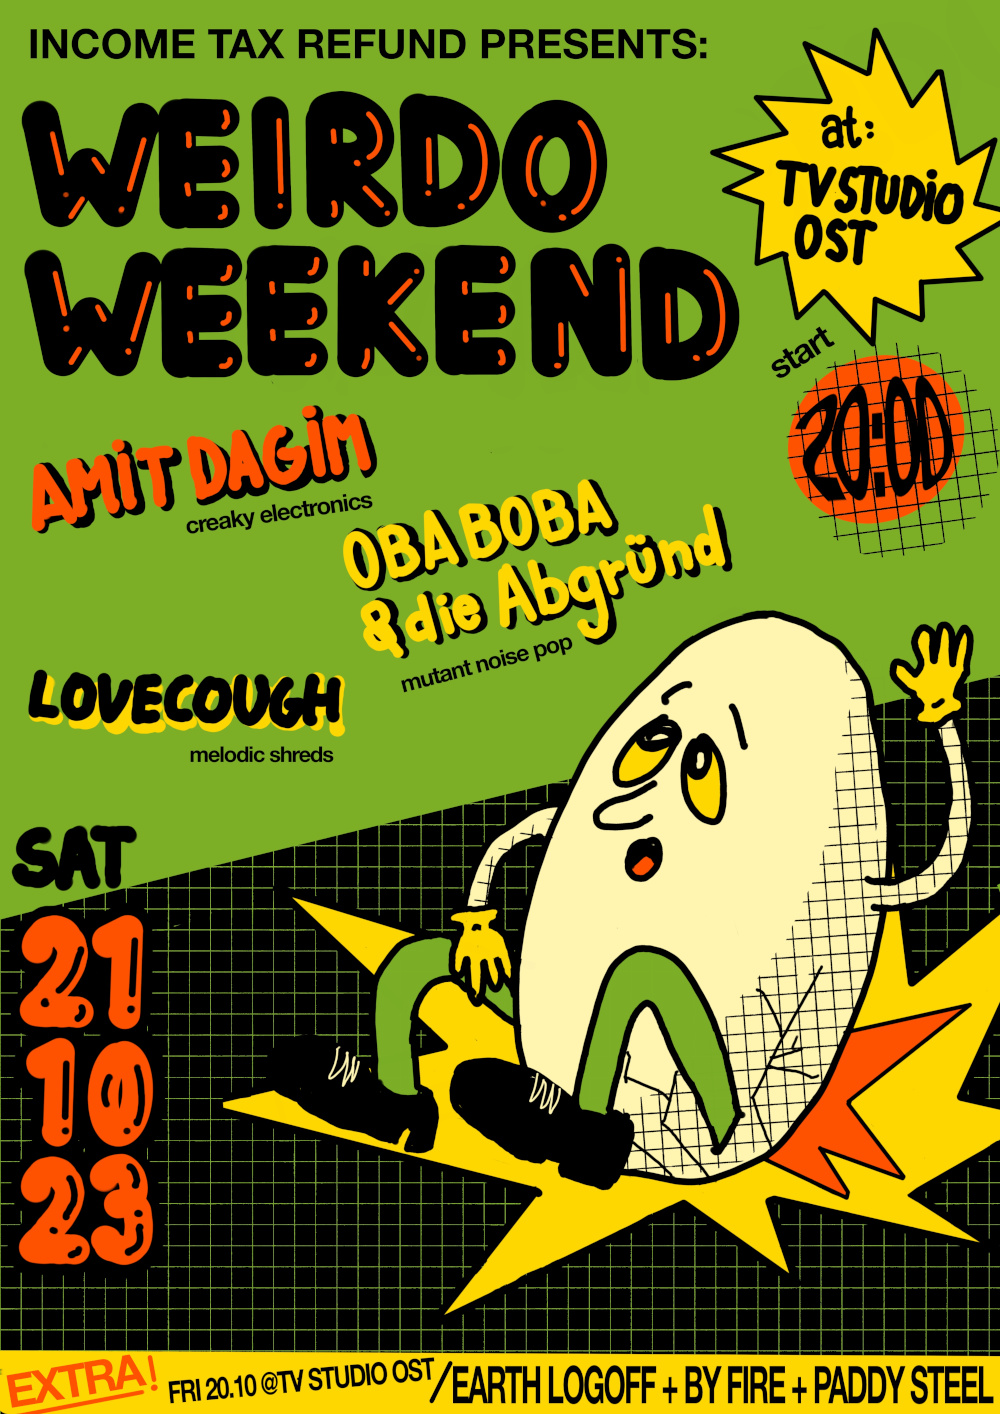 INCOME TAX REFUND PRESENTS:
WEIRDO
WEEKEND
at:
TV STUDiO
OST
start
20:00
AMiT DAGiM
creaky electronics
OBA BOBA
& die Abgründ
mutant noise pop
LOVECOUGH
melodic shreds
SAT
21
10
23
EXTRA! FRI 20.10 @TV STUDIO OST / EARTH LOGOFF + BY FIRE + PADDY STEEL